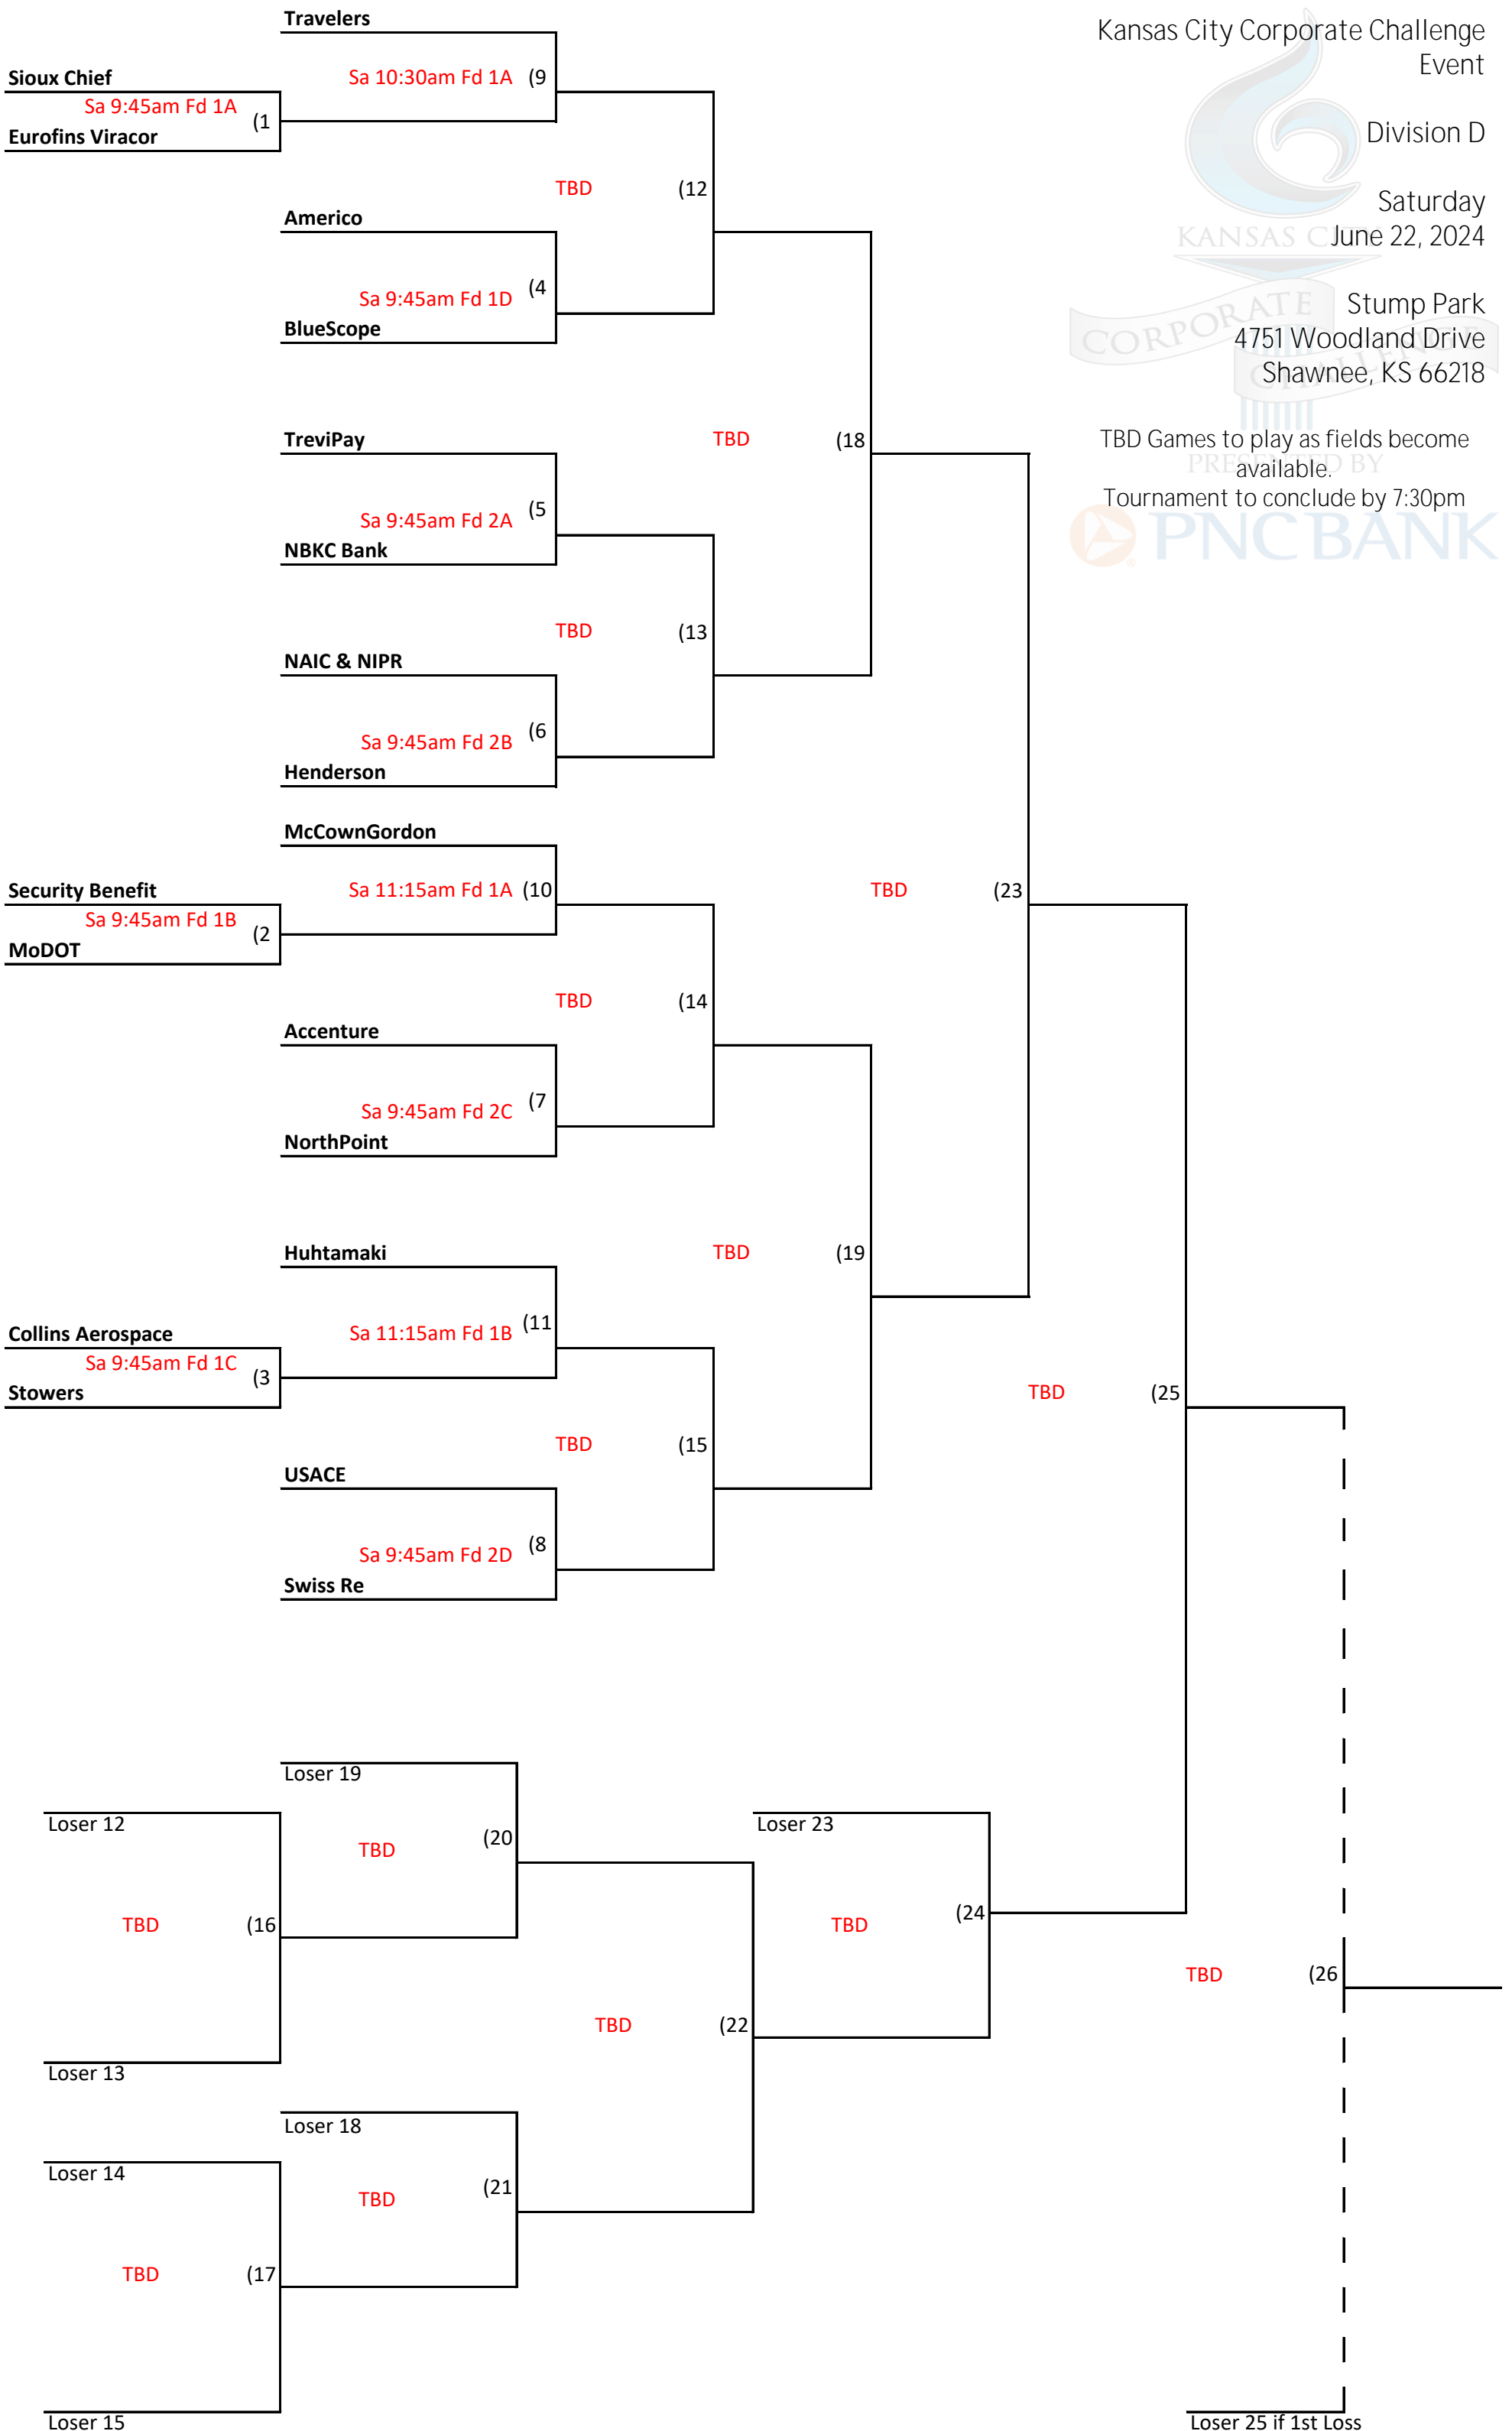 Travelers
Kansas City Corporate Challenge
Event
Sioux Chief
Sa 10:30am Fd 1A (9
Sa 9:45am Fd 1A (1
Eurofins Viracor
Division D
TBD (12
Saturday
June 22, 2024
Americo
KANSAS CITY
Sa 9:45am Fd 1D (4
BlueScope
CORPORATE
CHALLENGE
Stump Park
4751 Woodland Drive
Shawnee, KS 66218
TreviPay
TBD (18
TBD Games to play as fields become
available.
PRESENTED BY
Tournament to conclude by 7:30pm
PNC BANK
Sa 9:45am Fd 2A (5
NBKC Bank
TBD (13
NAIC & NIPR
Sa 9:45am Fd 2B (6
Henderson
McCownGordon
Security Benefit
Sa 11:15am Fd 1A (10
TBD (23
Sa 9:45am Fd 1B (2
MoDOT
TBD (14
Accenture
Sa 9:45am Fd 2C (7
NorthPoint
Huhtamaki
TBD (19
Collins Aerospace
Sa 11:15am Fd 1B (11
Sa 9:45am Fd 1C (3
Stowers
TBD (25
TBD (15
USACE
Sa 9:45am Fd 2D (8
Swiss Re
Loser 19
Loser 12
Loser 23
TBD (20
TBD (16
TBD (24
TBD (26
TBD (22
Loser 13
Loser 18
Loser 14
TBD (21
TBD (17
Loser 15
Loser 25 if 1st Loss